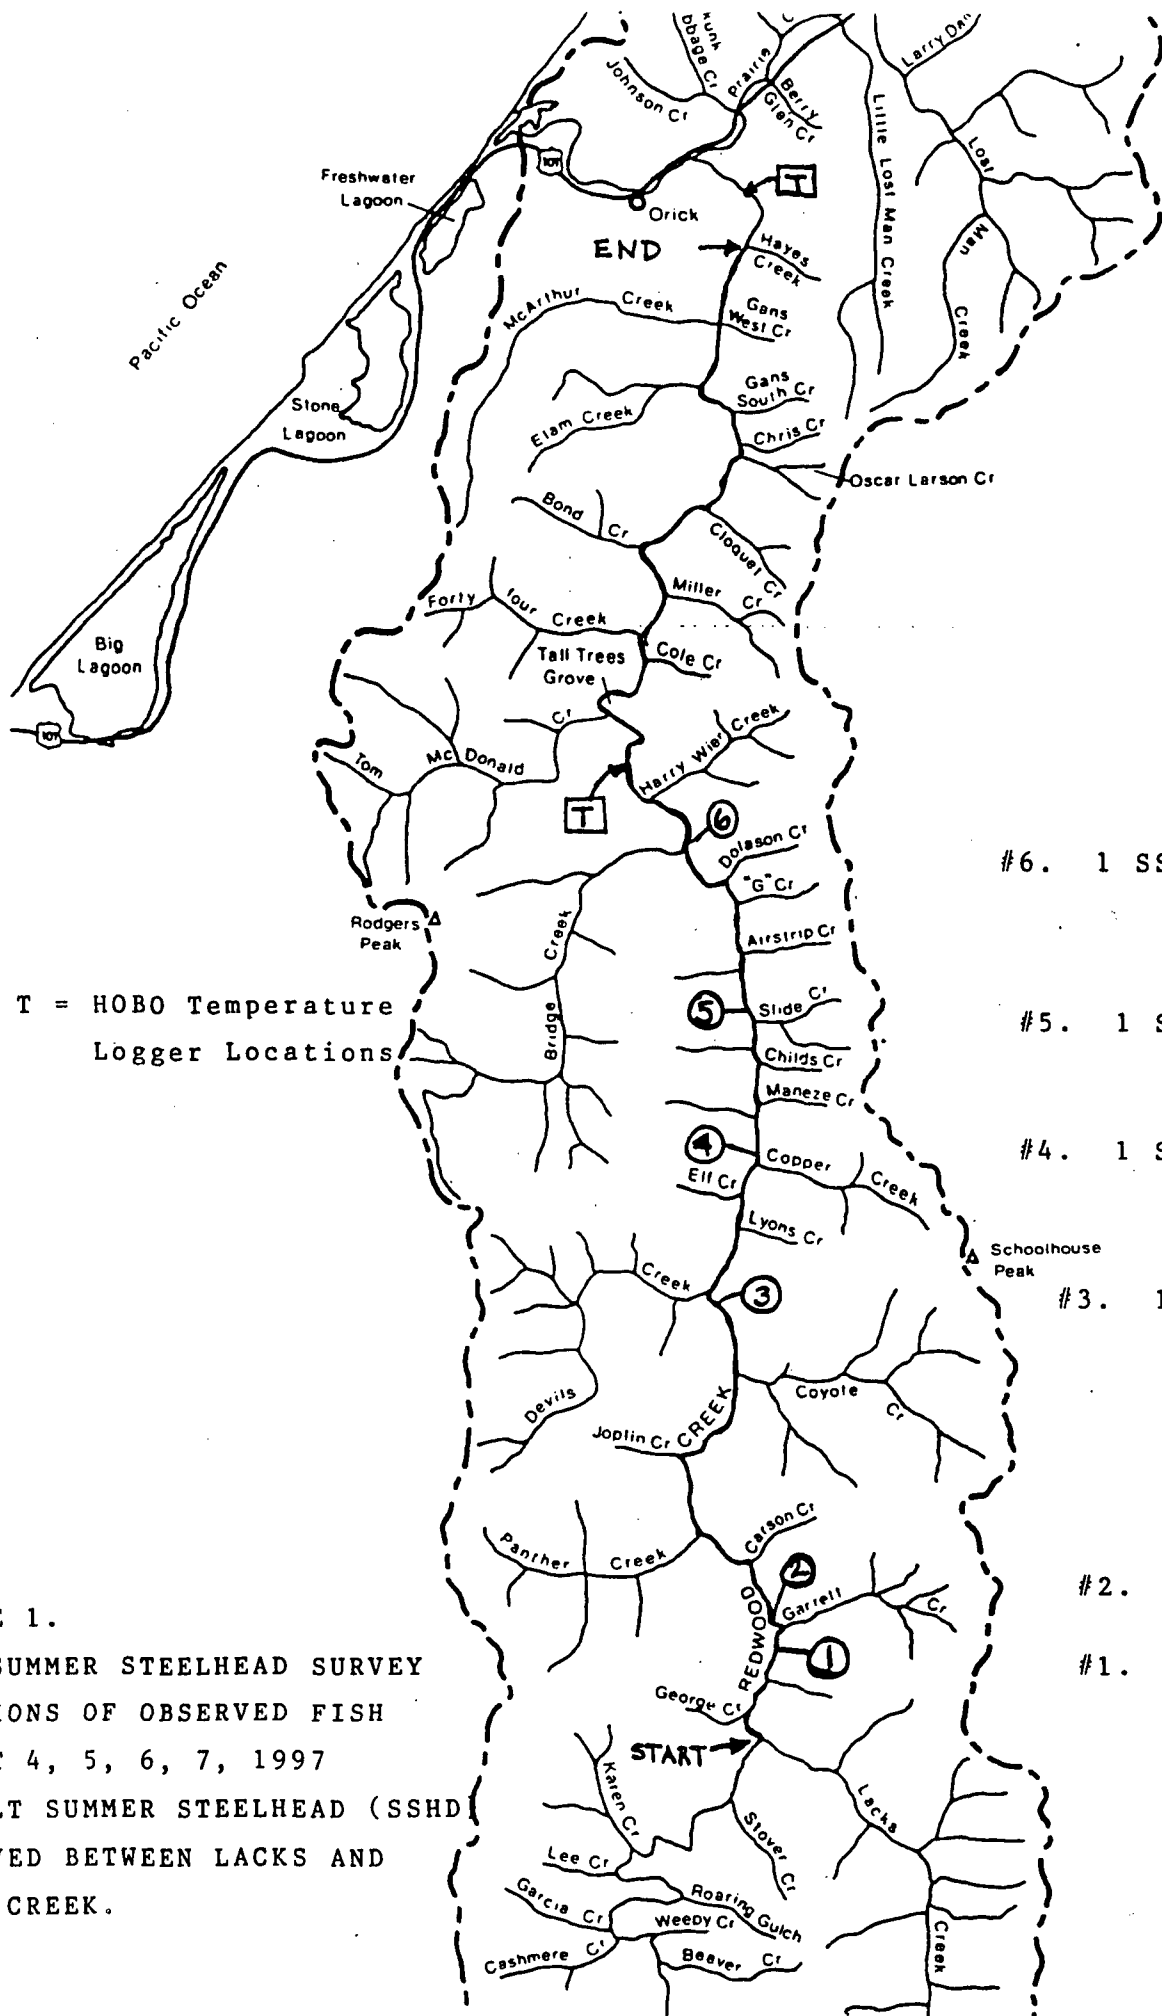 unk
bbage Cr
Prairie
C
Larry Dam
Johnson Cr
Berry
Glen Cr
Little Lost Man Creek
Lost
Man
Creek
101
Freshwater
Lagoon
T
Orick
END
Hayes
Creek
Pacific Ocean
McArthur Creek
Gans
West Cr
Stone
Lagoon
Gans
South Cr
Elam Creek
Chris Cr
Oscar Larson Cr
Bond Cr
Cloquet Cr
Miller Cr
Forty four Creek
Big
Lagoon
Tall Trees
Grove
Cole Cr
101
Cr
Tom Mc Donald
Harry Wier Creek
T
6
Dolason Cr
#6. 1 SS
"G" Cr
Rodgers
Peak
Airstrip Cr
Creek
Bridge
T = HOBO Temperature
Logger Locations
5
Slide Cr
#5. 1 S
Childs Cr
Maneze Cr
4
Copper Creek
#4. 1 S
Elf Cr
Lyons Cr
Schoolhouse
Peak
Creek
3
#3. 1
Devils
Coyote Cr
Joplin Cr
CREEK
Carson Cr
Panther Creek
2
Garrett Cr
#2.
REDWOOD
1
#1.
George Cr
START
E 1.
SUMMER STEELHEAD SURVEY
IONS OF OBSERVED FISH
T 4, 5, 6, 7, 1997
LT SUMMER STEELHEAD (SSHD)
VED BETWEEN LACKS AND
CREEK.
Karen Cr
Stover Cr
Lacks
Creek
Lee Cr
Garcia Cr
Roaring Gulch
Weepy Cr
Cashmere Cr
Beaver Cr